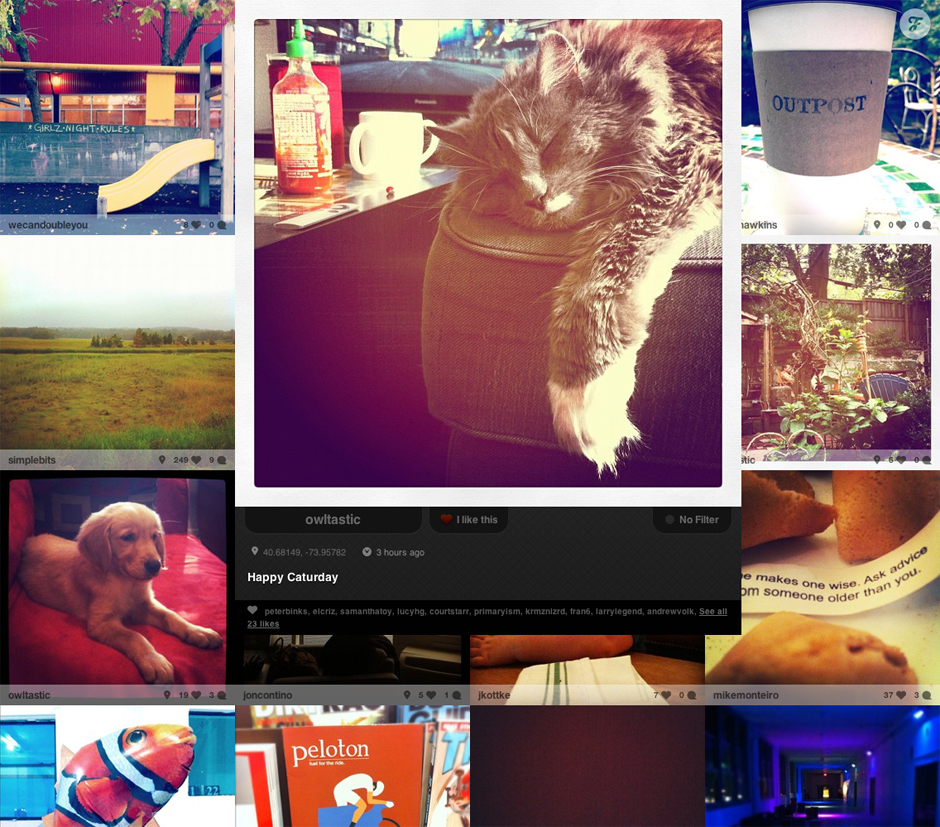 * GIRLZ • NIGHT • RULES *
wecandoubleyou
8
0
Panasonic
OUTPOST
hawkins
0
0
simplebits
249
9
stic
8
0
owltastic
I like this
No Filter
40.68149, -73.95782
3 hours ago
Happy Caturday
peterbinks, elcriz, samanthatoy, lucyhg, courtstarr, primaryism, krmznizrd, fran6, larrylegend, andrewvolk, See all
23 likes
e makes one wise. Ask advice
om someone older than you.
owltastic
19
3
joncontino
5
1
jkottke
7
0
mikemonteiro
37
3
peloton
fuel for the ride.